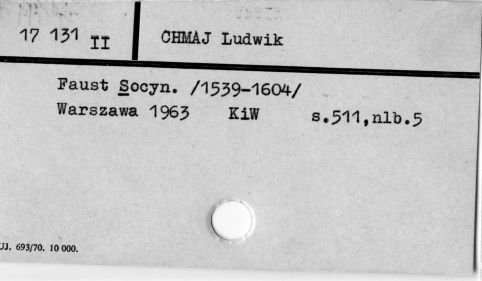 17 131 II
CHMAJ Ludwik
Faust Socyn. /1539-1604/
Warszawa 1963 KiW s.511,nlb.5
UJ. 693/70. 10 000.